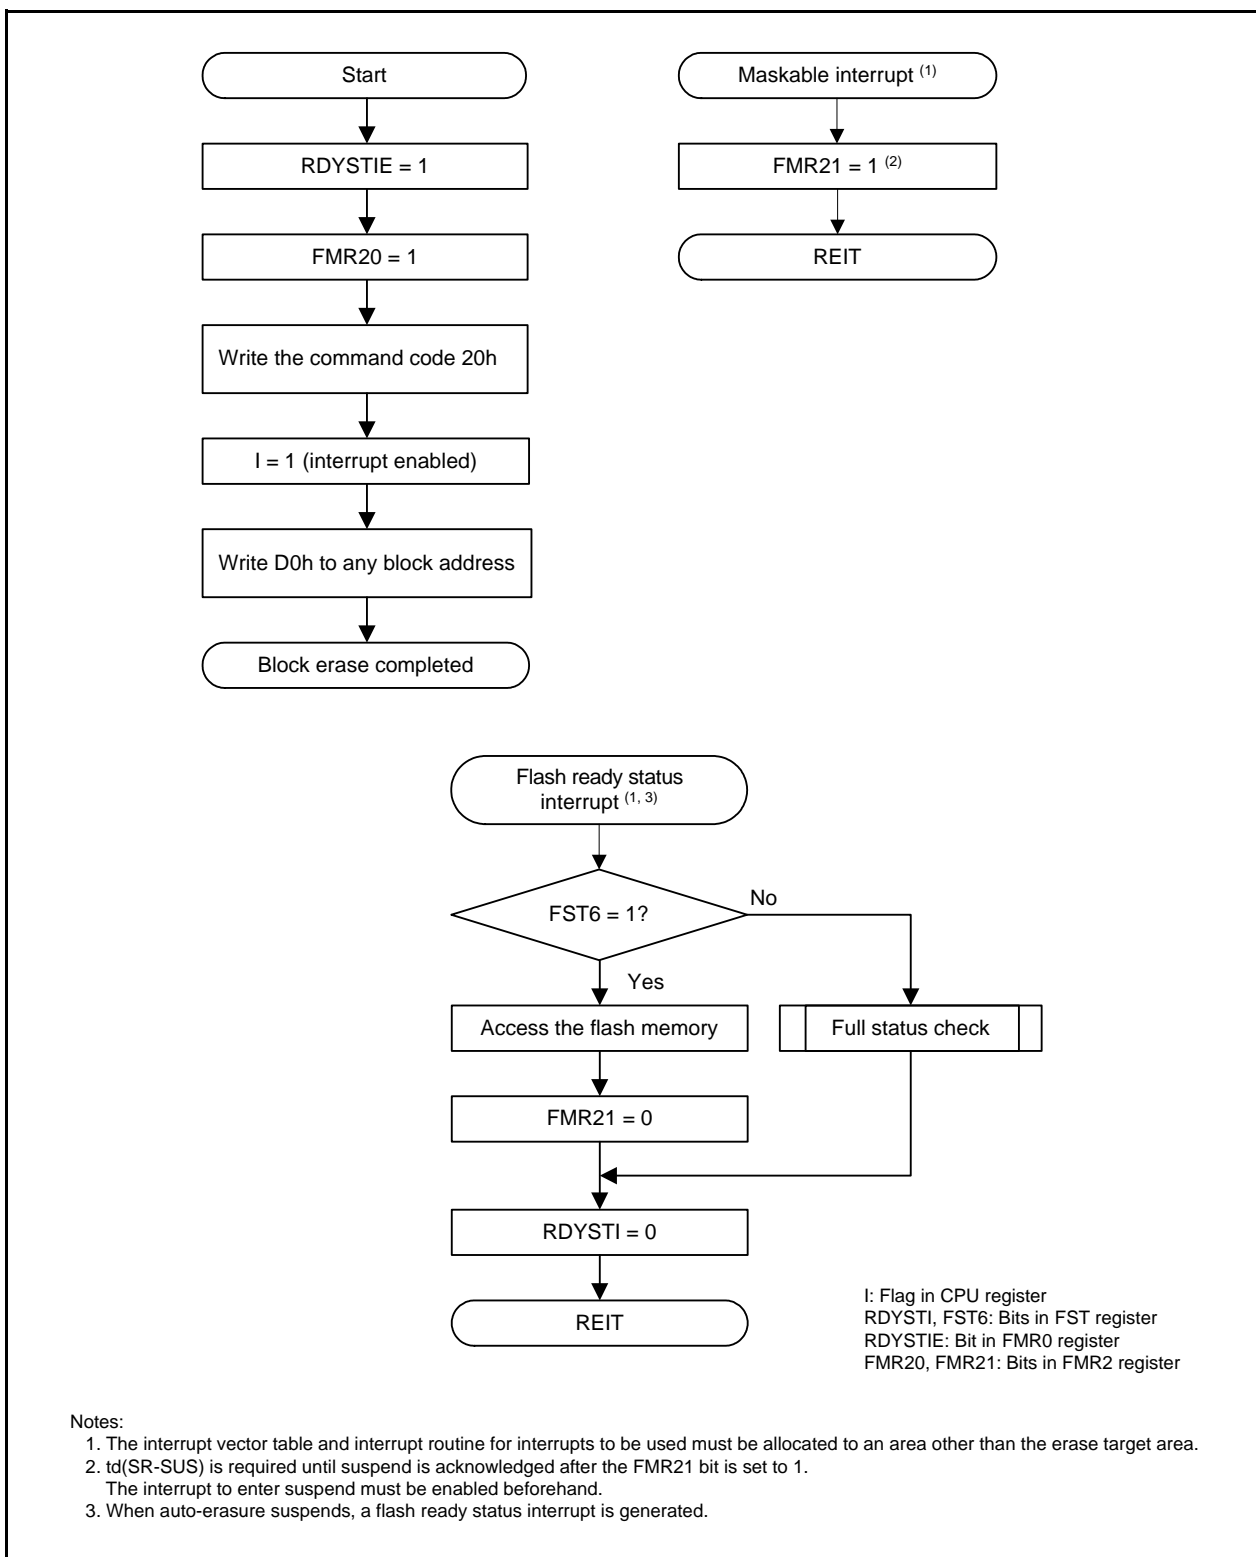 Start
RDYSTIE = 1
FMR20 = 1
Write the command code 20h
I = 1 (interrupt enabled)
Write D0h to any block address
Block erase completed
Maskable interrupt (1)
FMR21 = 1 (2)
REIT
Flash ready status
interrupt (1, 3)
FST6 = 1?
No
Yes
Access the flash memory
Full status check
FMR21 = 0
RDYSTI = 0
REIT
I: Flag in CPU register
RDYSTI, FST6: Bits in FST register
RDYSTIE: Bit in FMR0 register
FMR20, FMR21: Bits in FMR2 register
Notes:
1. The interrupt vector table and interrupt routine for interrupts to be used must be allocated to an area other than the erase target area.
2. td(SR-SUS) is required until suspend is acknowledged after the FMR21 bit is set to 1.
The interrupt to enter suspend must be enabled beforehand.
3. When auto-erasure suspends, a flash ready status interrupt is generated.